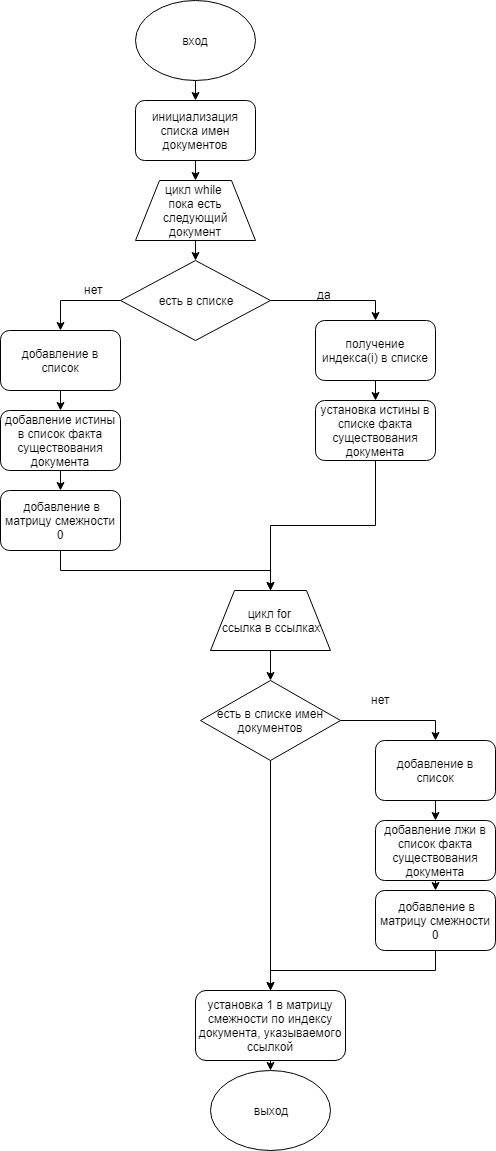 вход
инициализация
списка имен
документов
цикл while
пока есть
следующий
документ
есть в списке
нет
да
добавление в
список
добавление истины
в список факта
существования
документа
добавление в
матрицу смежности
0
получение
индекса(i) в списке
установка истины в
списке факта
существования
документа
цикл for
ссылка в ссылках
есть в списке имен
документов
нет
добавление в
список
добавление лжи в
список факта
существования
документа
добавление в
матрицу смежности
0
установка 1 в матрицу
смежности по индексу
документа, указываемого
ссылкой
выход